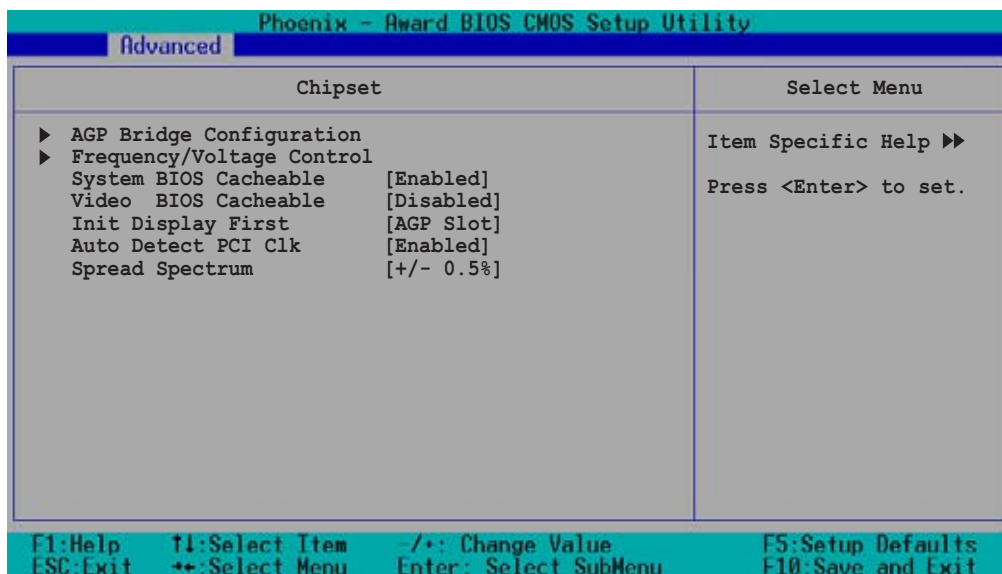 Phoenix - Award BIOS CMOS Setup Utility
Advanced
Chipset
Select Menu
▶ AGP Bridge Configuration
▶ Frequency/Voltage Control
System BIOS Cacheable [Enabled]
Video BIOS Cacheable [Disabled]
Init Display First [AGP Slot]
Auto Detect PCI Clk [Enabled]
Spread Spectrum [+/- 0.5%]
Item Specific Help ▶▶
Press <Enter> to set.
F1:Help ↑↓:Select Item -/+: Change Value F5:Setup Defaults
ESC:Exit ←→:Select Menu Enter: Select SubMenu F10:Save and Exit